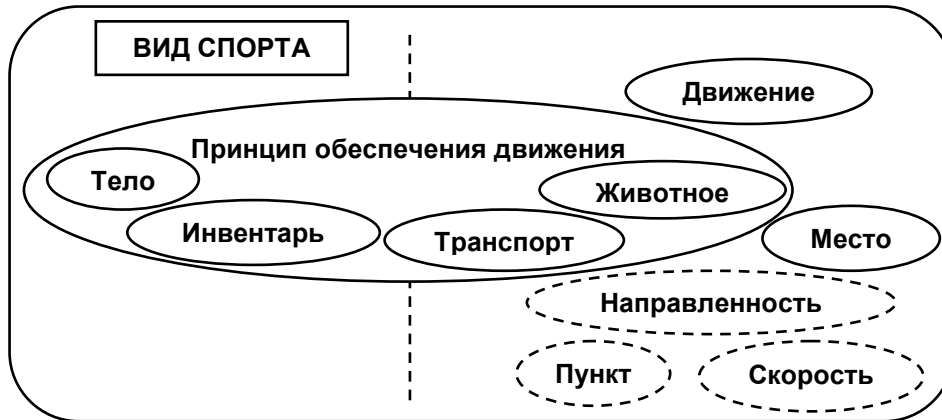 ВИД СПОРТА
Движение
Принцип обеспечения движения
Тело
Животное
Инвентарь
Транспорт
Место
Направленность
Пункт
Скорость